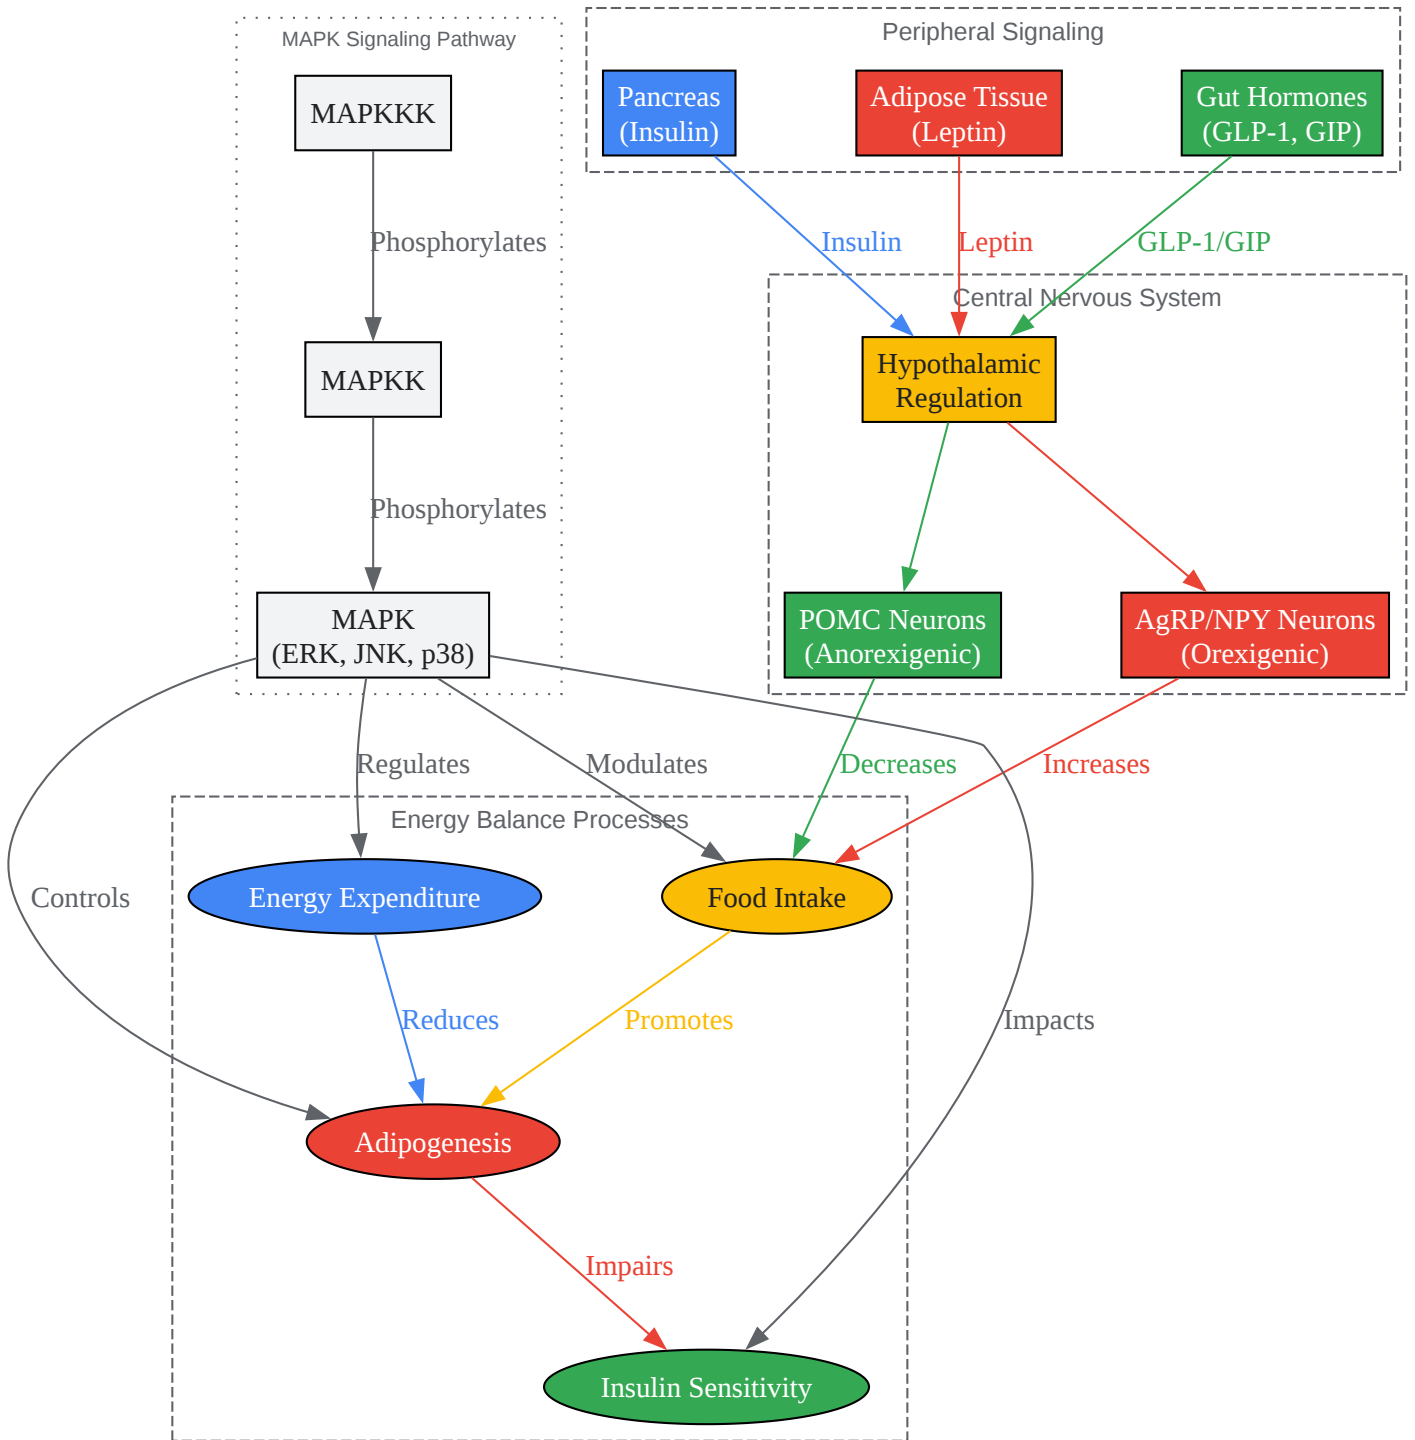 MAPK Signaling Pathway
MAPKKK
Phosphorylates
MAPKK
Phosphorylates
MAPK
(ERK, JNK, p38)
Peripheral Signaling
Pancreas
(Insulin)
Adipose Tissue
(Leptin)
Gut Hormones
(GLP-1, GIP)
Insulin
Leptin
GLP-1/GIP
Central Nervous System
Hypothalamic
Regulation
POMC Neurons
(Anorexigenic)
AgRP/NPY Neurons
(Orexigenic)
Regulates
Modulates
Decreases
Increases
Energy Balance Processes
Controls
Energy Expenditure
Food Intake
Reduces
Promotes
Impacts
Adipogenesis
Impairs
Insulin Sensitivity